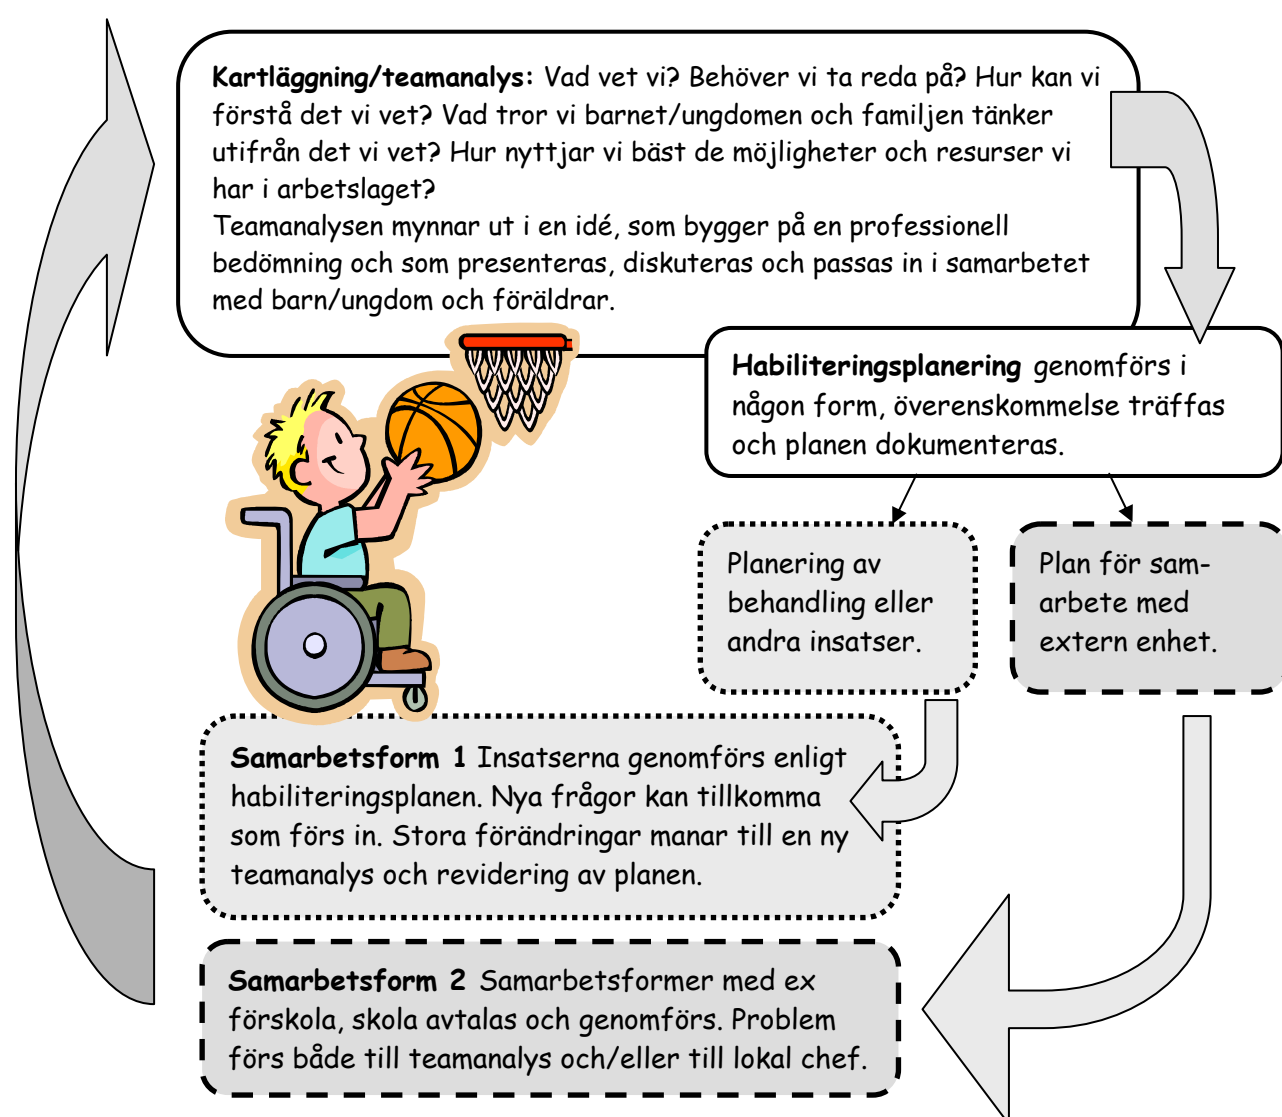 Kartläggning/teamanalys: Vad vet vi? Behöver vi ta reda på? Hur kan vi
förstå det vi vet? Vad tror vi barnet/ungdomen och familjen tänker
utifrån det vi vet? Hur nyttjar vi bäst de möjligheter och resurser vi
har i arbetslaget?
Teamanalysen mynnar ut i en idé, som bygger på en professionell
bedömning och som presenteras, diskuteras och passas in i samarbetet
med barn/ungdom och föräldrar.
Habiliteringsplanering genomförs i
någon form, överenskommelse träffas
och planen dokumenteras.
Planering av
behandling eller
andra insatser.
Plan för sam-
arbete med
extern enhet.
Samarbetsform 1 Insatserna genomförs enligt
habiliteringsplanen. Nya frågor kan tillkomma
som förs in. Stora förändringar manar till en ny
teamanalys och revidering av planen.
Samarbetsform 2 Samarbetsformer med ex
förskola, skola avtalas och genomförs. Problem
förs både till teamanalys och/eller till lokal chef.